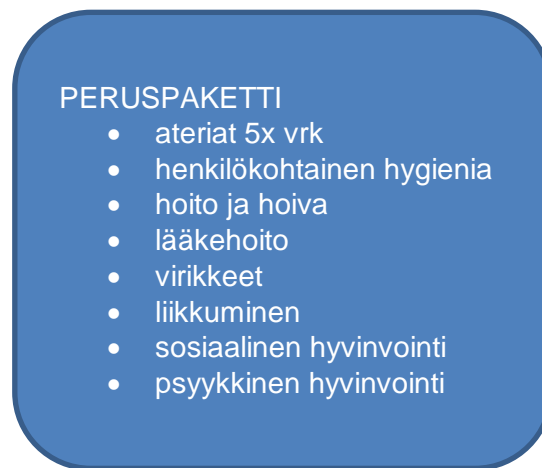 PERUSPAKETTI
• ateriat 5x vrk
• henkilökohtainen hygienia
• hoito ja hoiva
• lääkehoito
• virikkeet
• liikkuminen
• sosiaalinen hyvinvointi
• psyykkinen hyvinvointi